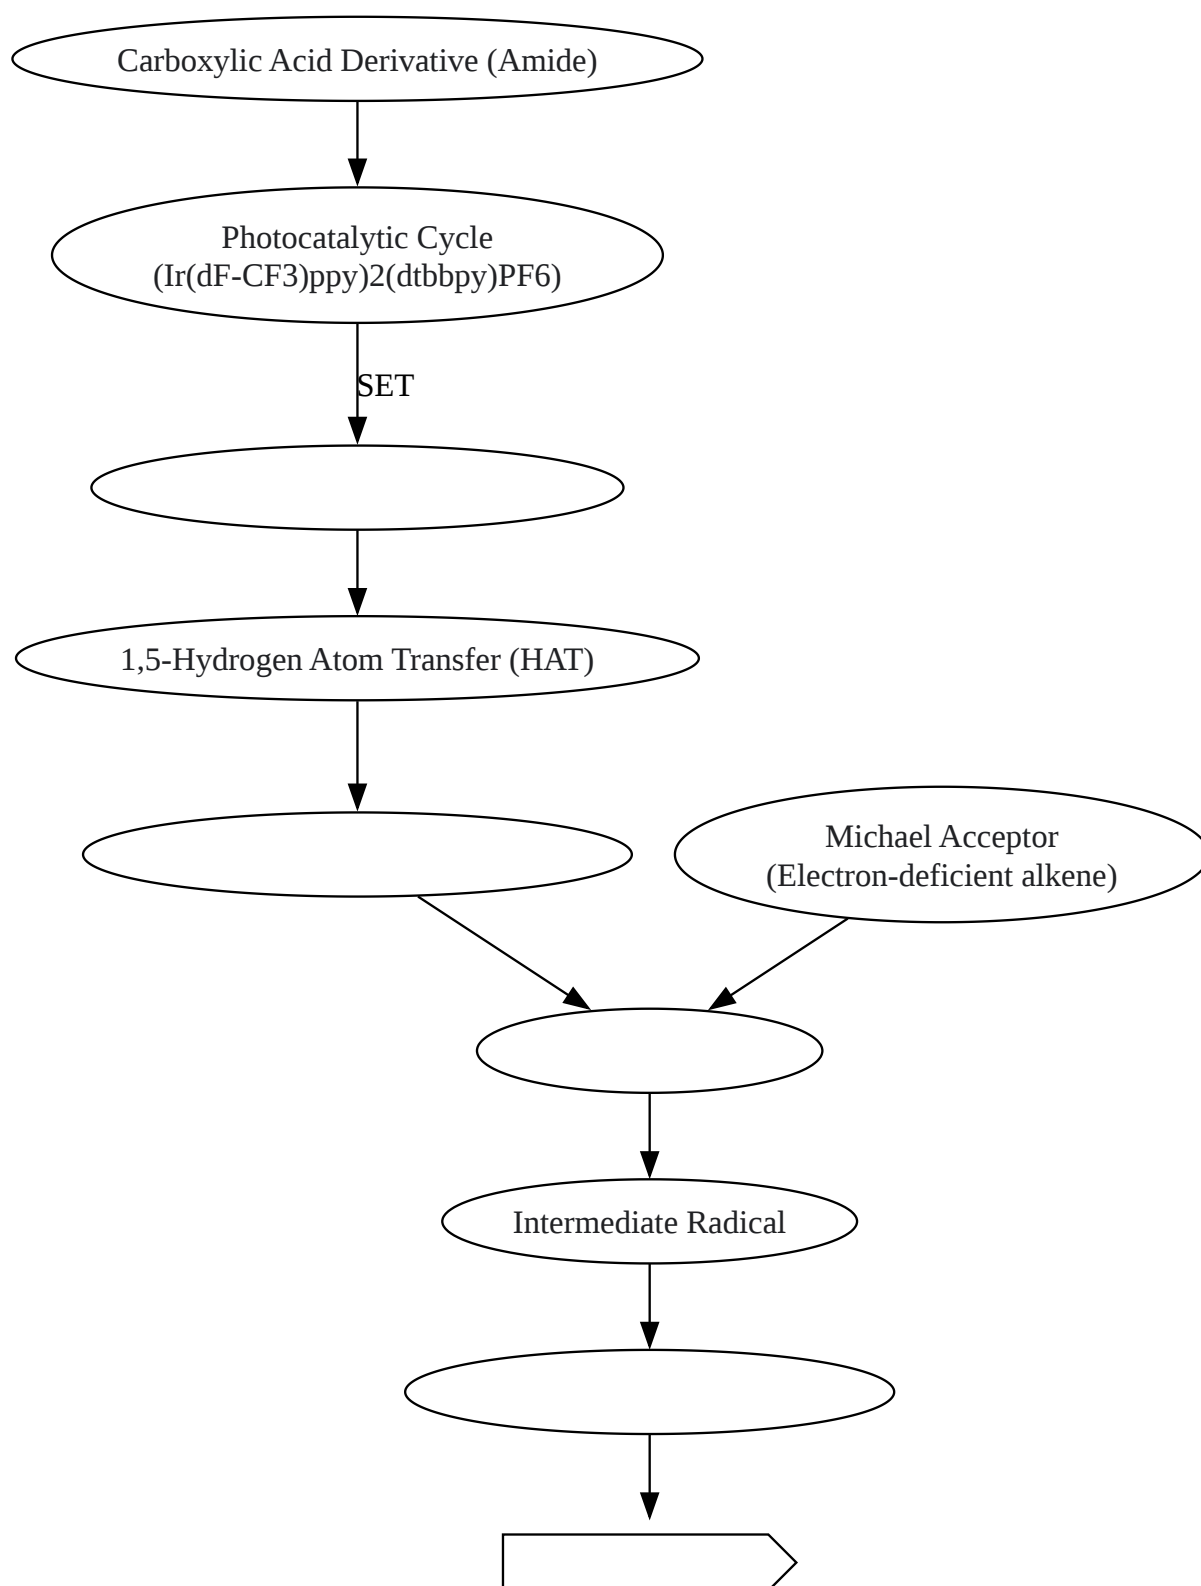 Carboxylic Acid Derivative (Amide)
Photocatalytic Cycle
(Ir(dF-CF3)ppy)2(dtbbpy)PF6)
SET
1,5-Hydrogen Atom Transfer (HAT)
Michael Acceptor
(Electron-deficient alkene)
Intermediate Radical